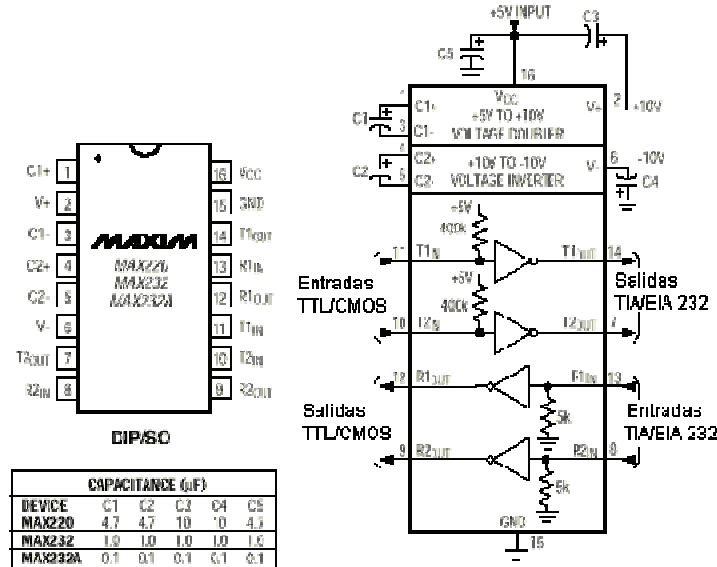 C1+ 1
V+ 2
C1- 3
C2+ 4
C2- 5
V- 6
T2OUT 7
R2IN 8
16 VCC
15 GND
14 T1OUT
13 R1IN
12 R1OUT
11 T1IN
10 T2IN
9 R2OUT
MAXIM
MAX220
MAX232
MAX232A
DIP/SO
CAPACITANCE (μF)
DEVICE C1 C2 C3 C4 C5
MAX220 4.7 4.7 10 10 4.7
MAX232 1.0 1.0 1.0 1.0 1.0
MAX232A 0.1 0.1 0.1 0.1 0.1
+5V INPUT
C3
C5
16
1 C1+
C1
3 C1-
VCC
+5V TO +10V
VOLTAGE DOUBLER
V+ 2 +10V
4 C2+
C2
5 C2-
+10V TO -10V
VOLTAGE INVERTER
V- 6 -10V
C4
+5V
400k
11 T1IN T1OUT 14
Entradas
TTL/CMOS
+5V
400k
Salidas
TIA/EIA 232
10 T2IN T2OUT 7
12 R1OUT R1IN 13
Salidas
TTL/CMOS
5k
Entradas
TIA/EIA 232
9 R2OUT R2IN 8
5k
GND
15